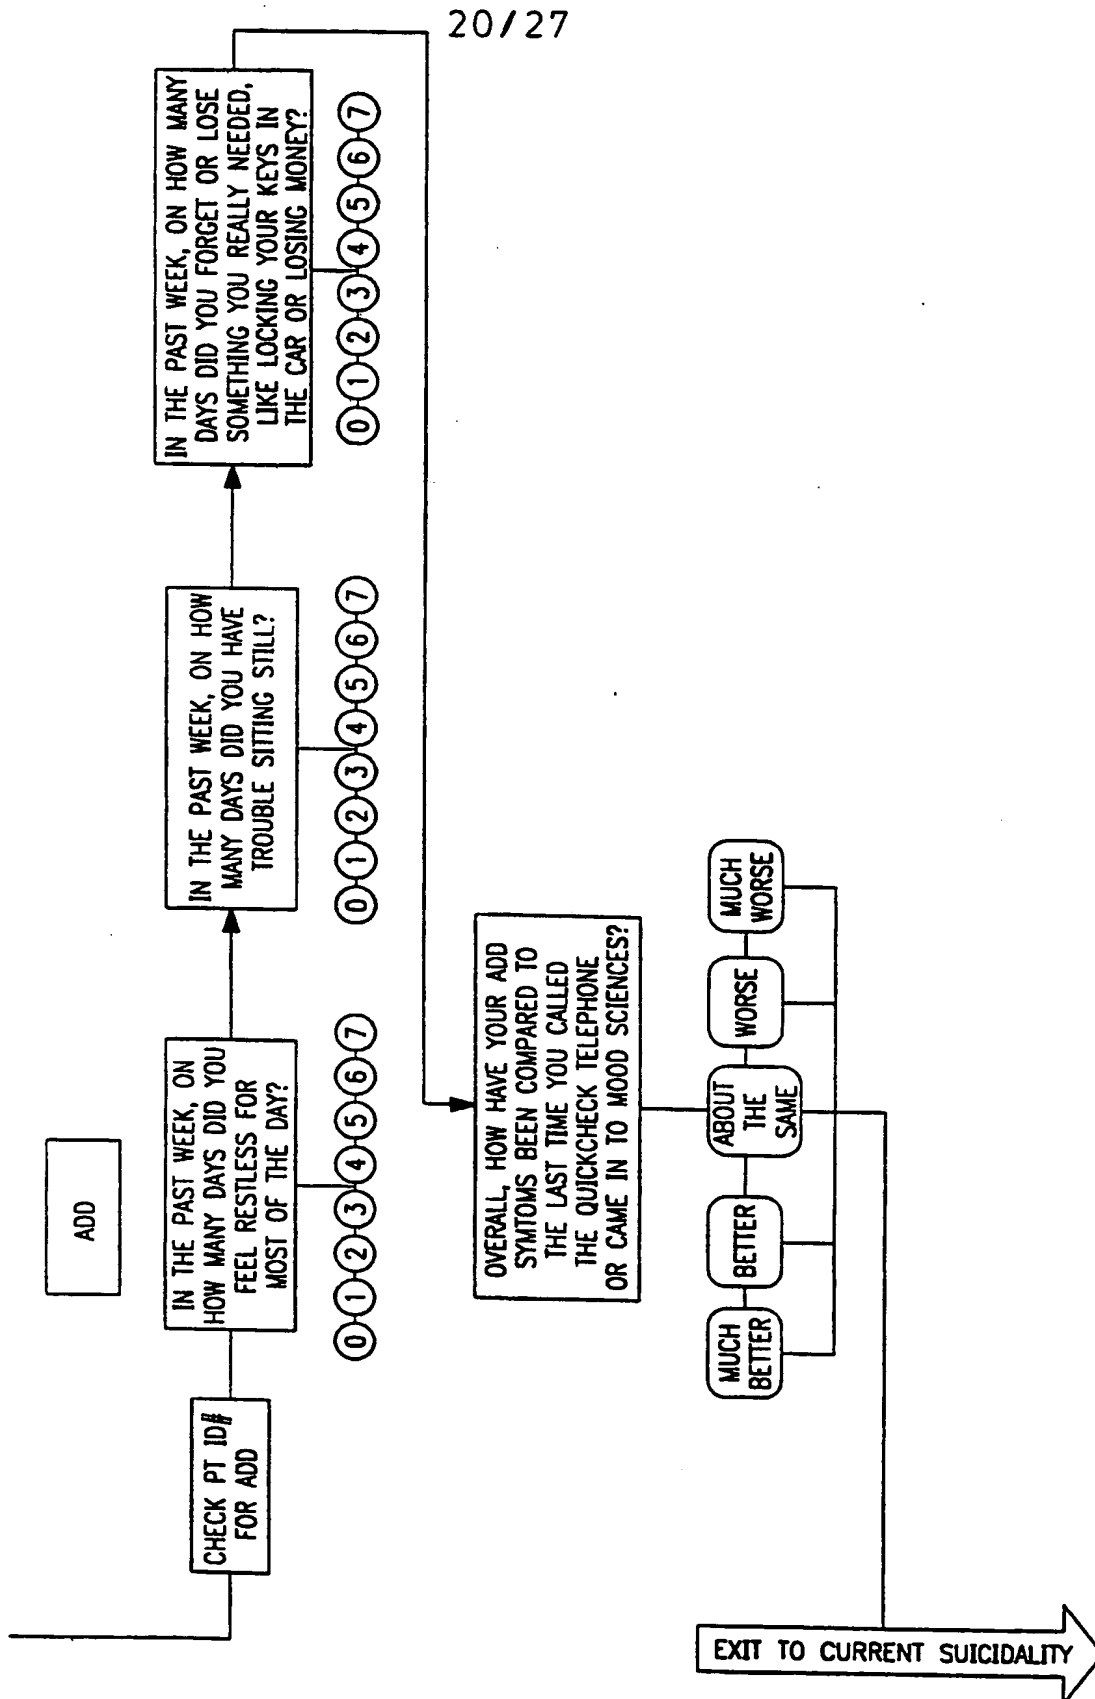 20/27
ADD
CHECK PT ID#
FOR ADD
IN THE PAST WEEK, ON
HOW MANY DAYS DID YOU
FEEL RESTLESS FOR
MOST OF THE DAY?
0 1 2 3 4 5 6 7
IN THE PAST WEEK, ON HOW
MANY DAYS DID YOU HAVE
TROUBLE SITTING STILL?
0 1 2 3 4 5 6 7
IN THE PAST WEEK, ON HOW MANY
DAYS DID YOU FORGET OR LOSE
SOMETHING YOU REALLY NEEDED,
LIKE LOCKING YOUR KEYS IN
THE CAR OR LOSING MONEY?
0 1 2 3 4 5 6 7
OVERALL, HOW HAVE YOUR ADD
SYMTOMS BEEN COMPARED TO
THE LAST TIME YOU CALLED
THE QUICKCHECK TELEPHONE
OR CAME IN TO MOOD SCIENCES?
MUCH
BETTER
BETTER
ABOUT
THE
SAME
WORSE
MUCH
WORSE
EXIT TO CURRENT SUICIDALITY